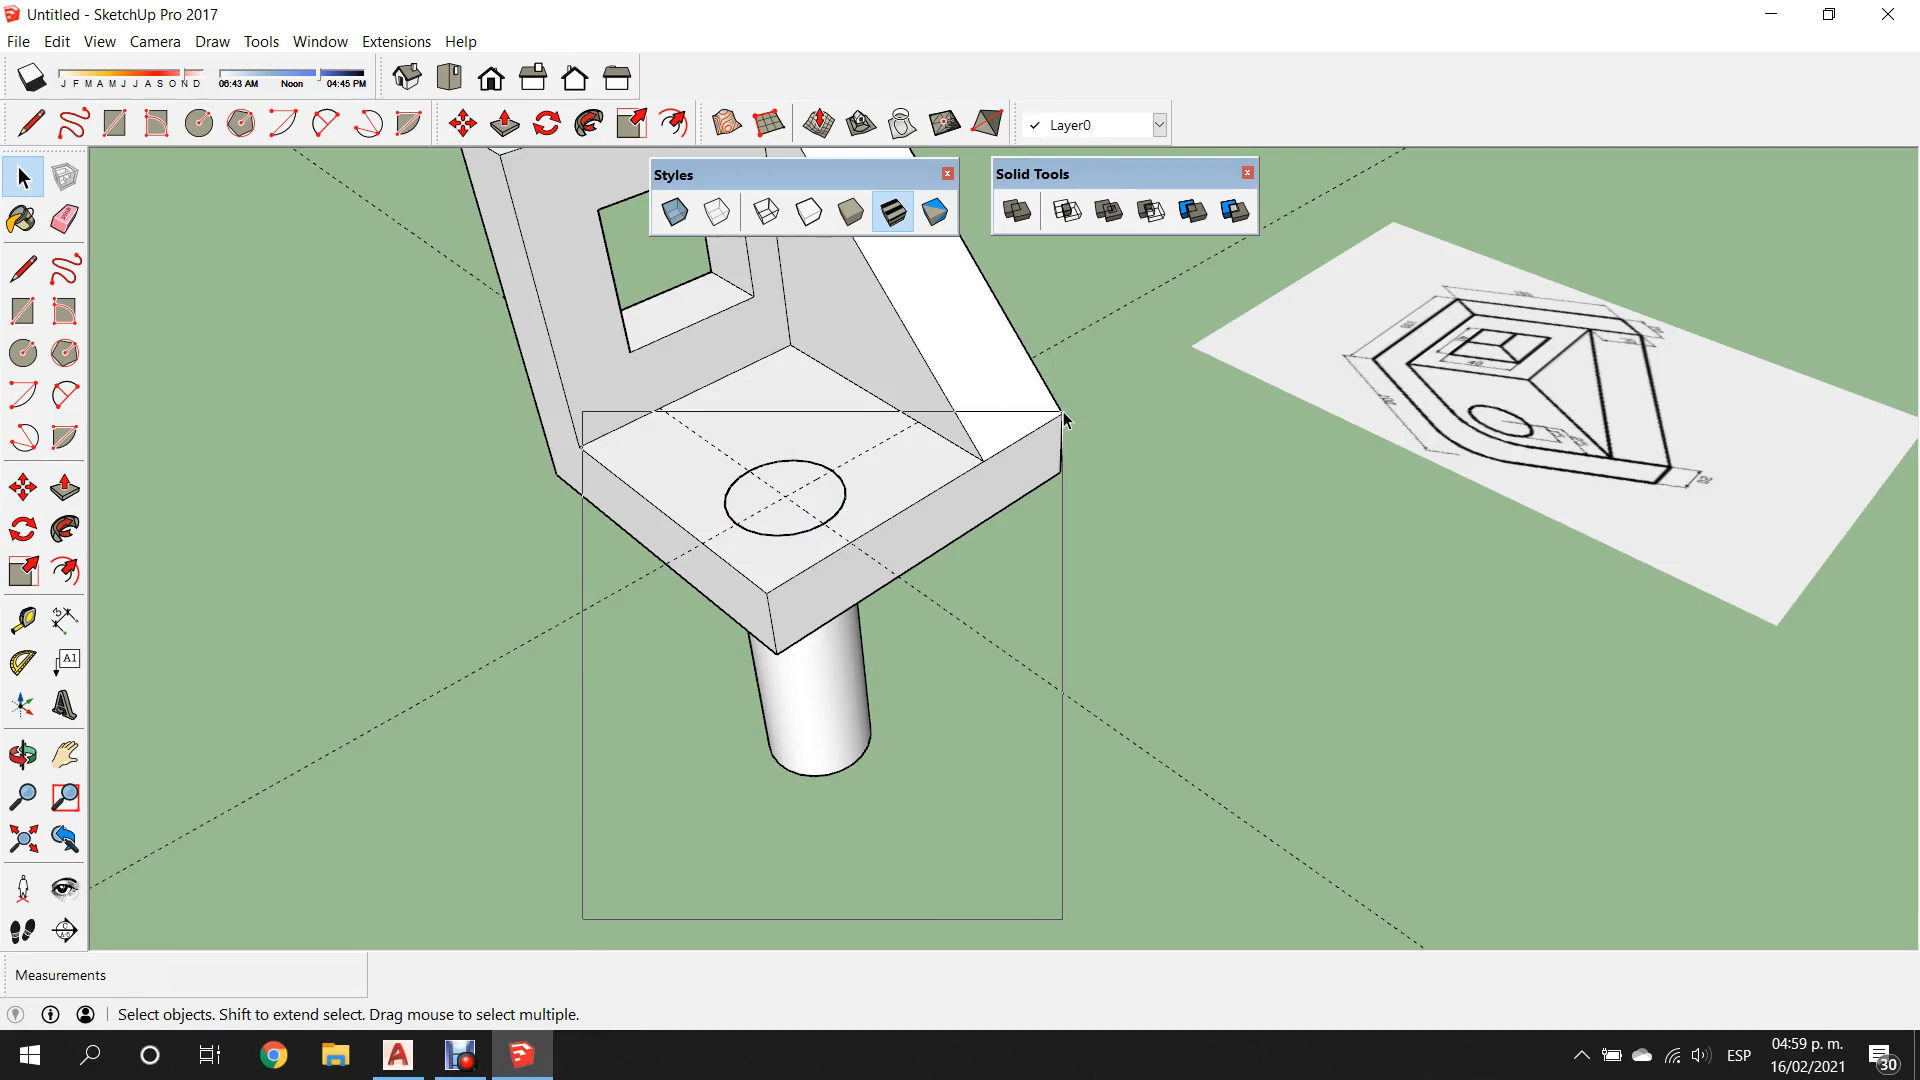 Untitled - SketchUp Pro 2017
File Edit View Camera Draw Tools Window Extensions Help
J F M A M J J A S O N D
06:43 AM Noon 04:45 PM
Layer0
Styles
Solid Tools
A1
Measurements
Select objects. Shift to extend select. Drag mouse to select multiple.
ESP
04:59 p. m.
16/02/2021
30